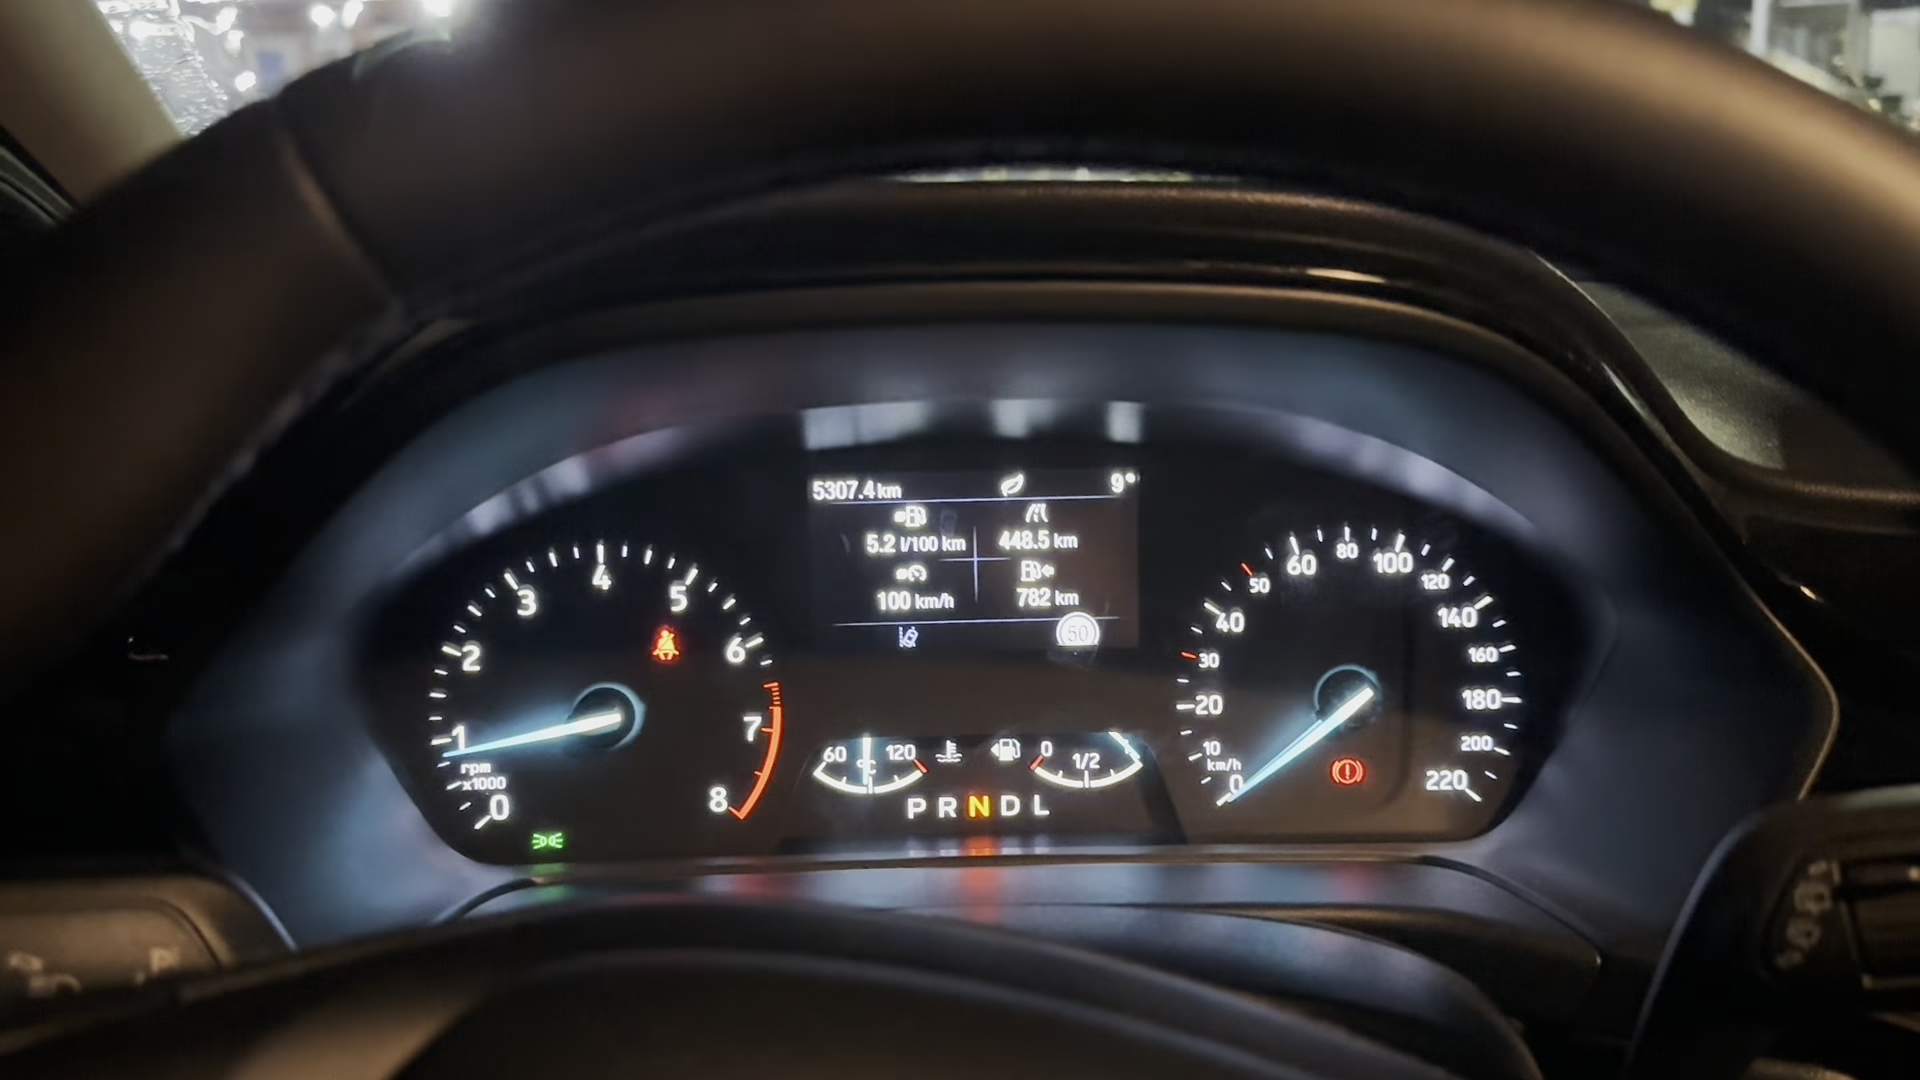 5307.4 km 9°
5.2 l/100 km 448.5 km
100 km/h 782 km
50
0 1 2 3 4 5 6 7 8
rpm
x1000
0 10 20 30 40 50 60 80 100 120 140 160 180 200 220
km/h
60 °C 120
0 1/2
P R N D L